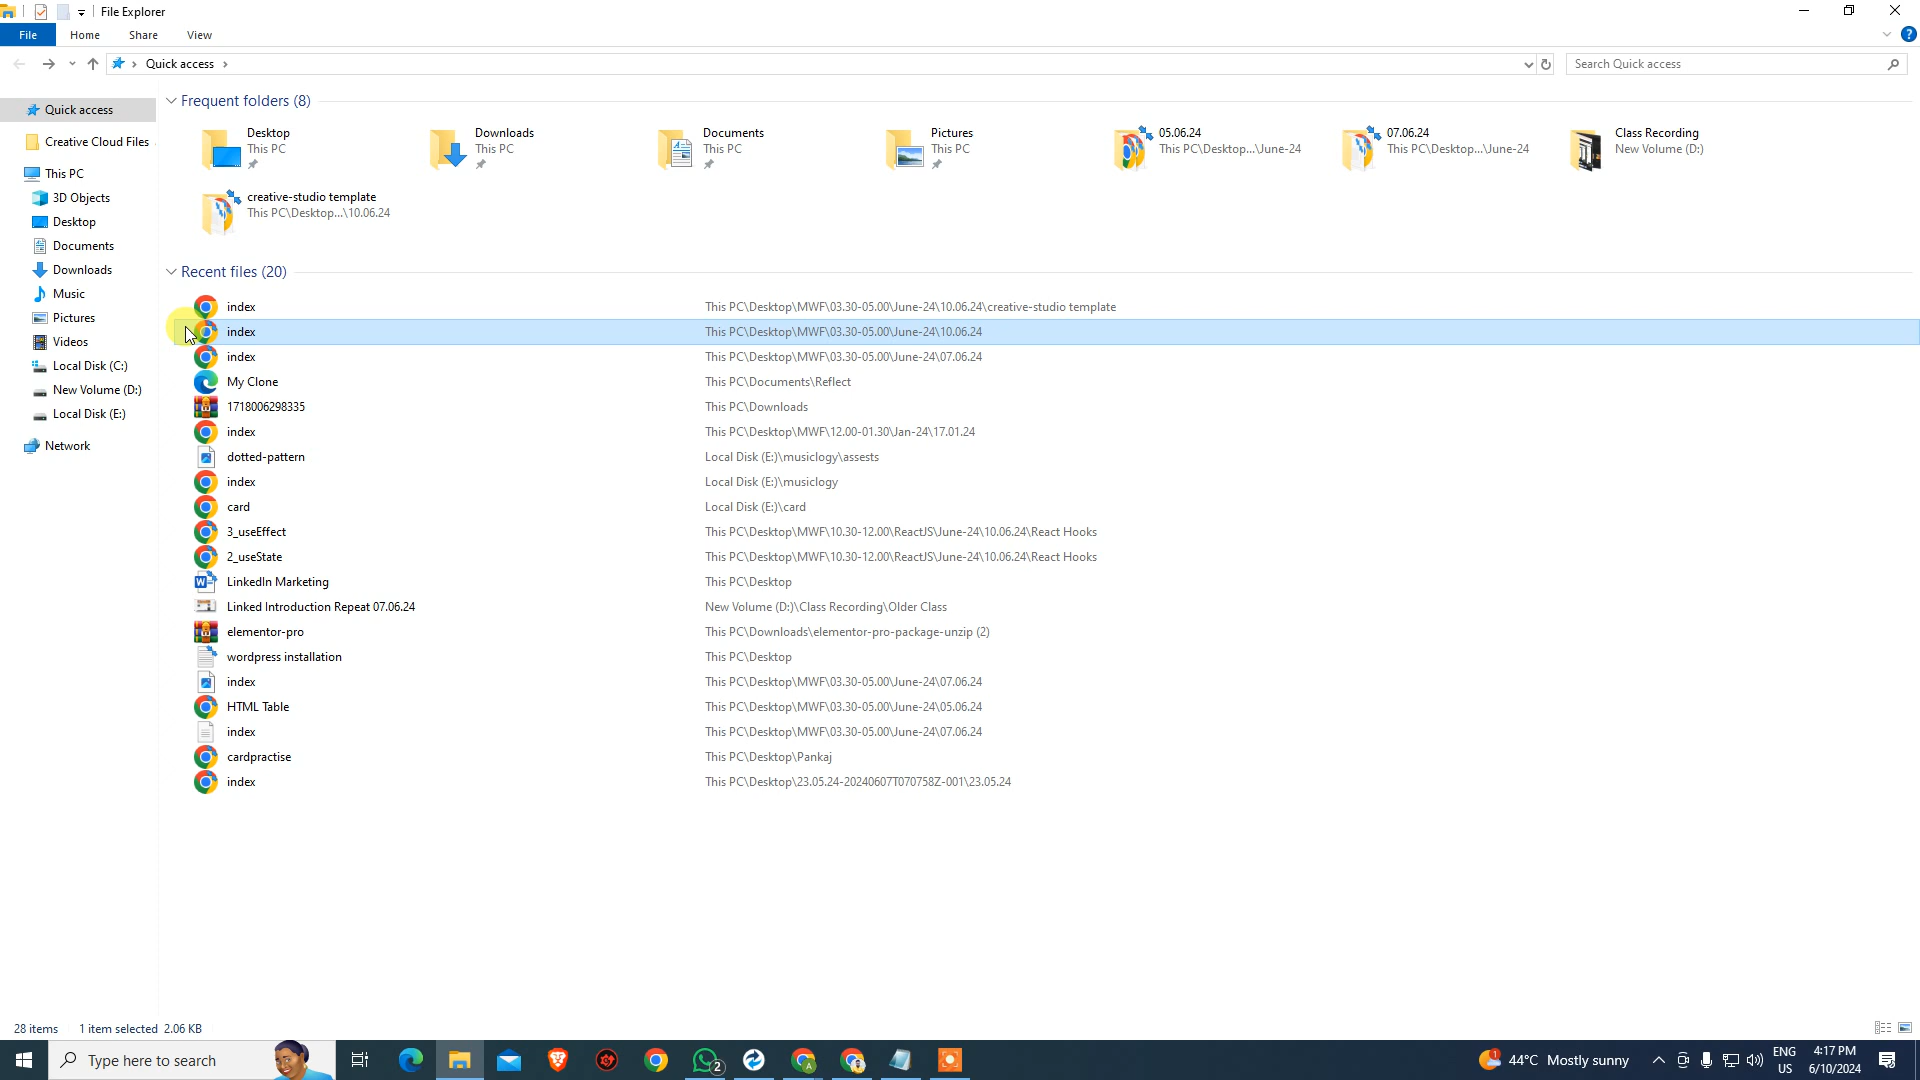 File Explorer
File Home Share View
Quick access
Search Quick access
Quick access
Creative Cloud Files
This PC
3D Objects
Desktop
Documents
Downloads
Music
Pictures
Videos
Local Disk (C:)
New Volume (D:)
Local Disk (E:)
Network
Frequent folders (8)
Desktop
This PC
Downloads
This PC
Documents
This PC
Pictures
This PC
05.06.24
This PC\Desktop...\June-24
07.06.24
This PC\Desktop...\June-24
Class Recording
New Volume (D:)
creative-studio template
This PC\Desktop...\10.06.24
Recent files (20)
index This PC\Desktop\MWF\03.30-05.00\June-24\10.06.24\creative-studio template
index This PC\Desktop\MWF\03.30-05.00\June-24\10.06.24
index This PC\Desktop\MWF\03.30-05.00\June-24\07.06.24
My Clone This PC\Documents\Reflect
1718006298335 This PC\Downloads
index This PC\Desktop\MWF\12.00-01.30\Jan-24\17.01.24
dotted-pattern Local Disk (E:)\musiclogy\assests
index Local Disk (E:)\musiclogy
card Local Disk (E:)\card
3_useEffect This PC\Desktop\MWF\10.30-12.00\ReactJS\June-24\10.06.24\React Hooks
2_useState This PC\Desktop\MWF\10.30-12.00\ReactJS\June-24\10.06.24\React Hooks
LinkedIn Marketing This PC\Desktop
Linked Introduction Repeat 07.06.24 New Volume (D:)\Class Recording\Older Class
elementor-pro This PC\Downloads\elementor-pro-package-unzip (2)
wordpress installation This PC\Desktop
index This PC\Desktop\MWF\03.30-05.00\June-24\07.06.24
HTML Table This PC\Desktop\MWF\03.30-05.00\June-24\05.06.24
index This PC\Desktop\MWF\03.30-05.00\June-24\07.06.24
cardpractise This PC\Desktop\Pankaj
index This PC\Desktop\23.05.24-20240607T070758Z-001\23.05.24
28 items 1 item selected 2.06 KB
Type here to search
2
A
1
44°C Mostly sunny
ENG
US
4:17 PM
6/10/2024